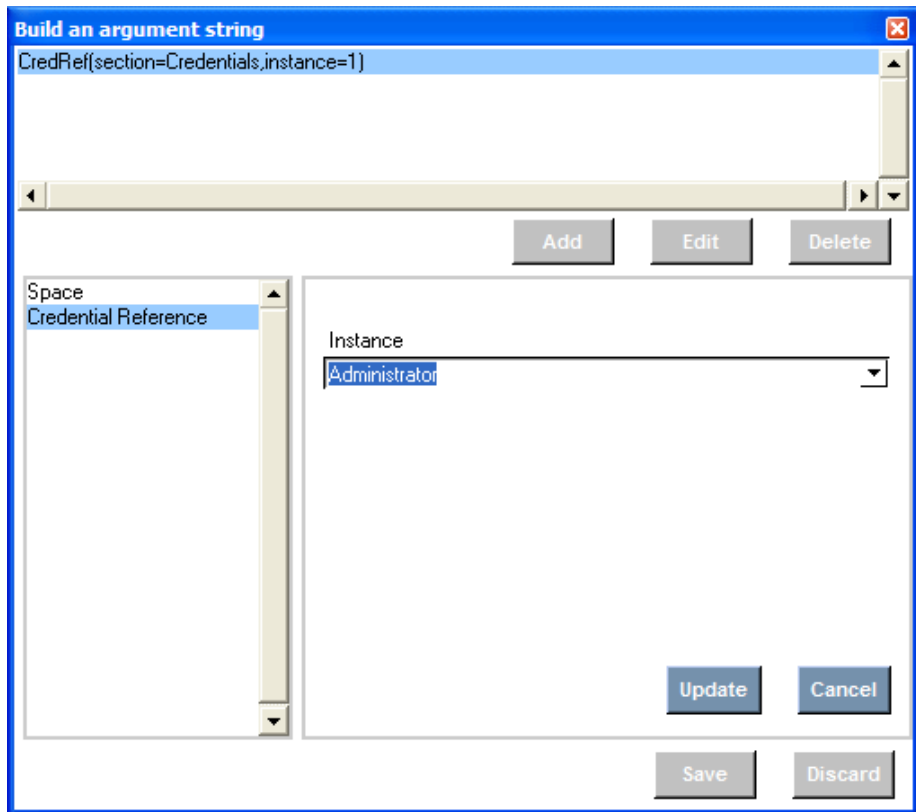 Build an argument string
CredRef(section=Credentials,instance=1)
Add Edit Delete
Space
Credential Reference
Instance
Administrator
Update Cancel
Save Discard